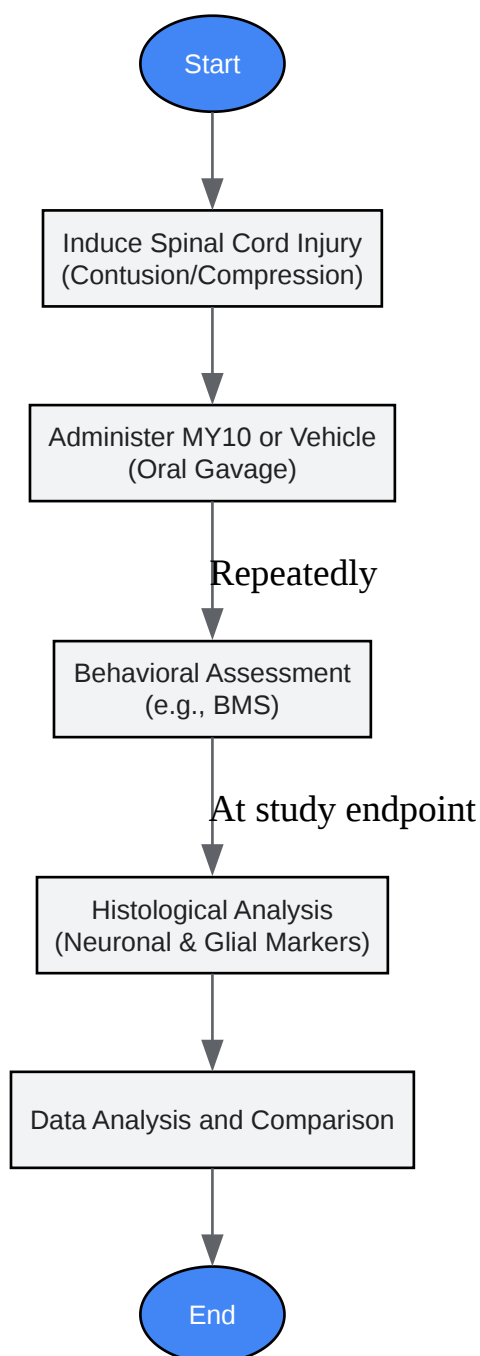 Start
Induce Spinal Cord Injury
(Contusion/Compression)
Administer MY10 or Vehicle
(Oral Gavage)
Repeatedly
Behavioral Assessment
(e.g., BMS)
At study endpoint
Histological Analysis
(Neuronal & Glial Markers)
Data Analysis and Comparison
End